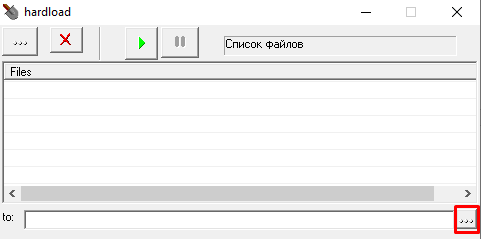 hardload
...
Список файлов
Files
to:
...